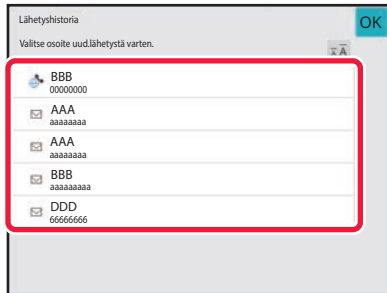 Lähetyshistoria
OK
Valitse osoite uud.lähetystä varten.
A A
BBB
00000000
AAA
aaaaaaaa
AAA
aaaaaaaa
BBB
aaaaaaaaa
DDD
66666666